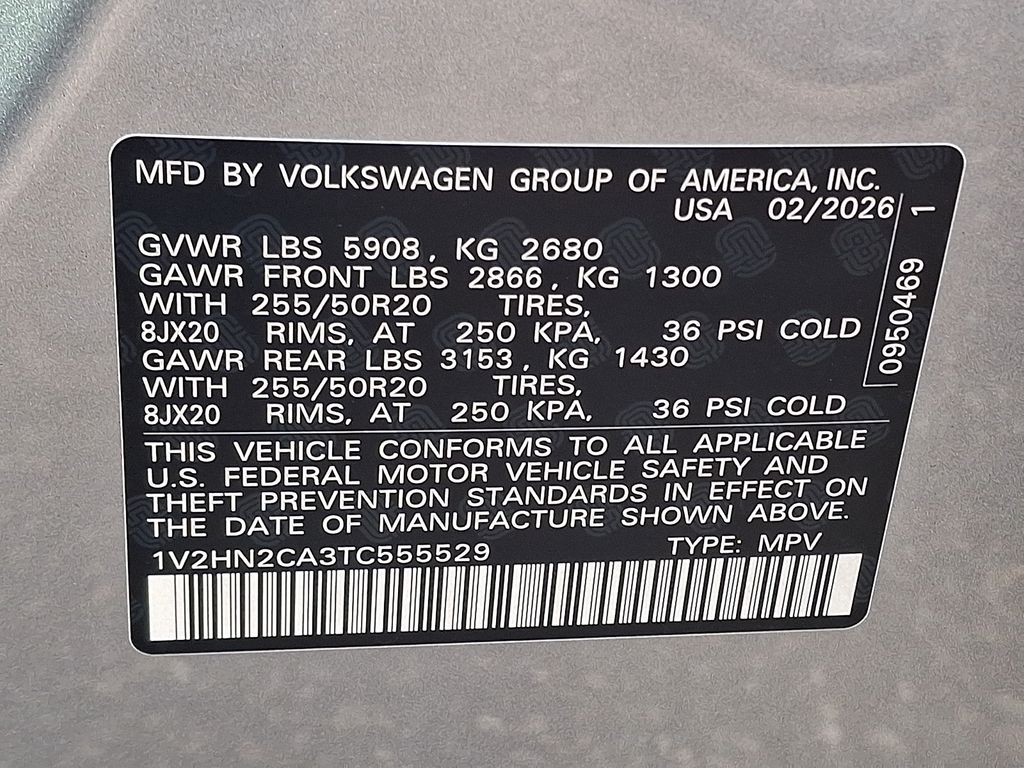 MFD BY VOLKSWAGEN GROUP OF AMERICA, INC.
USA 02/2026
GVWR LBS 5908, KG 2680
GAWR FRONT LBS 2866, KG 1300
WITH 255/50R20 TIRES,
8JX20 RIMS, AT 250 KPA, 36 PSI COLD
GAWR REAR LBS 3153, KG 1430
WITH 255/50R20 TIRES,
8JX20 RIMS, AT 250 KPA, 36 PSI COLD
0950469 1
THIS VEHICLE CONFORMS TO ALL APPLICABLE
U.S. FEDERAL MOTOR VEHICLE SAFETY AND
THEFT PREVENTION STANDARDS IN EFFECT ON
THE DATE OF MANUFACTURE SHOWN ABOVE.
1V2HN2CA3TC555529 TYPE: MPV